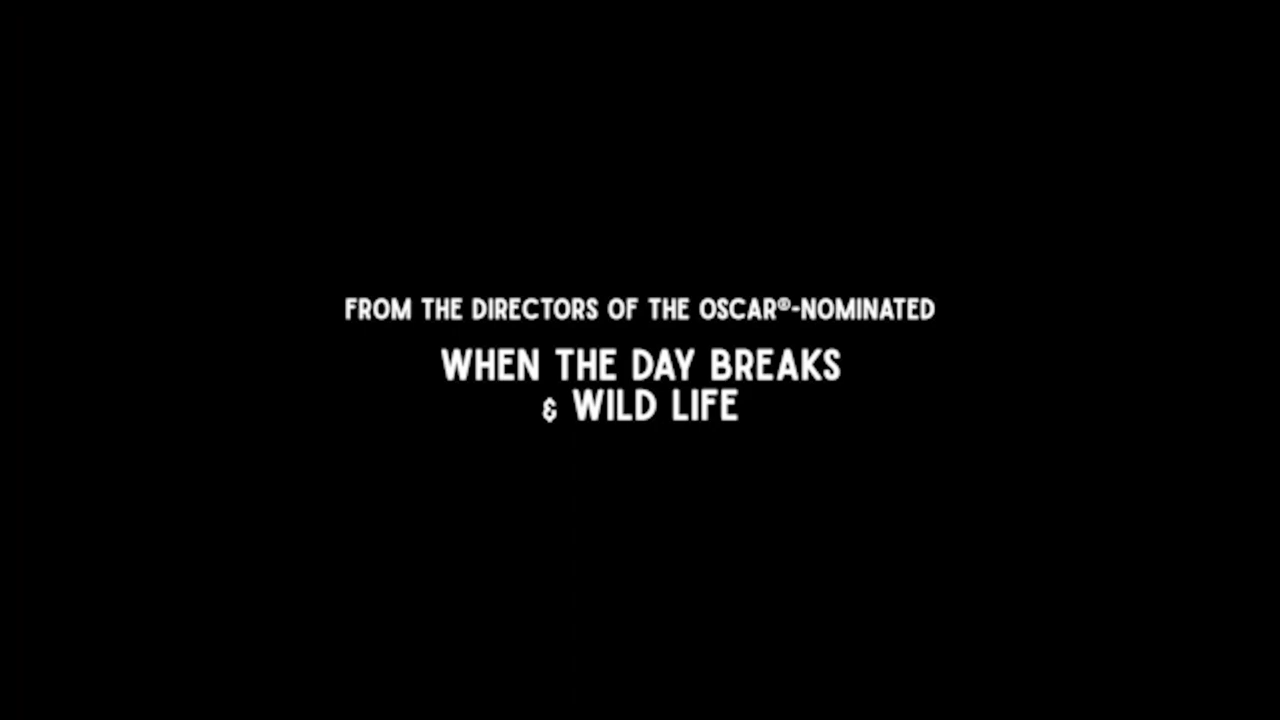 FROM THE DIRECTORS OF THE OSCAR®-NOMINATED
WHEN THE DAY BREAKS
& WILD LIFE